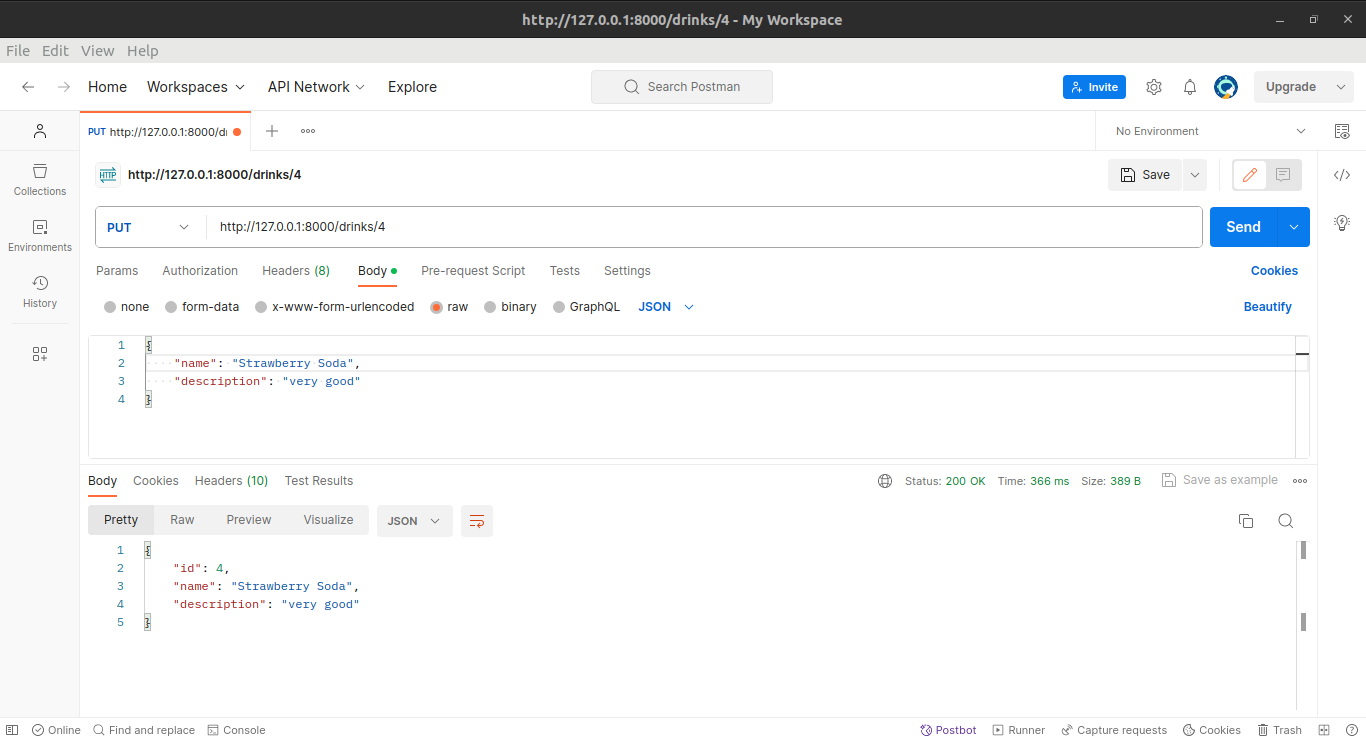 http://127.0.0.1:8000/drinks/4 - My Workspace
File Edit View Help
Home Workspaces API Network Explore Search Postman Invite Upgrade
PUT http://127.0.0.1:8000/dri No Environment
HTTP http://127.0.0.1:8000/drinks/4 Save
Collections
Environments
History
PUT http://127.0.0.1:8000/drinks/4 Send
Params Authorization Headers (8) Body Pre-request Script Tests Settings Cookies
none form-data x-www-form-urlencoded raw binary GraphQL JSON Beautify
1 {
2 "name": "Strawberry Soda",
3 "description": "very good"
4 }
Body Cookies Headers (10) Test Results Status: 200 OK Time: 366 ms Size: 389 B Save as example
Pretty Raw Preview Visualize JSON
1 {
2 "id": 4,
3 "name": "Strawberry Soda",
4 "description": "very good"
5 }
Online Find and replace Console Postbot Runner Capture requests Cookies Trash